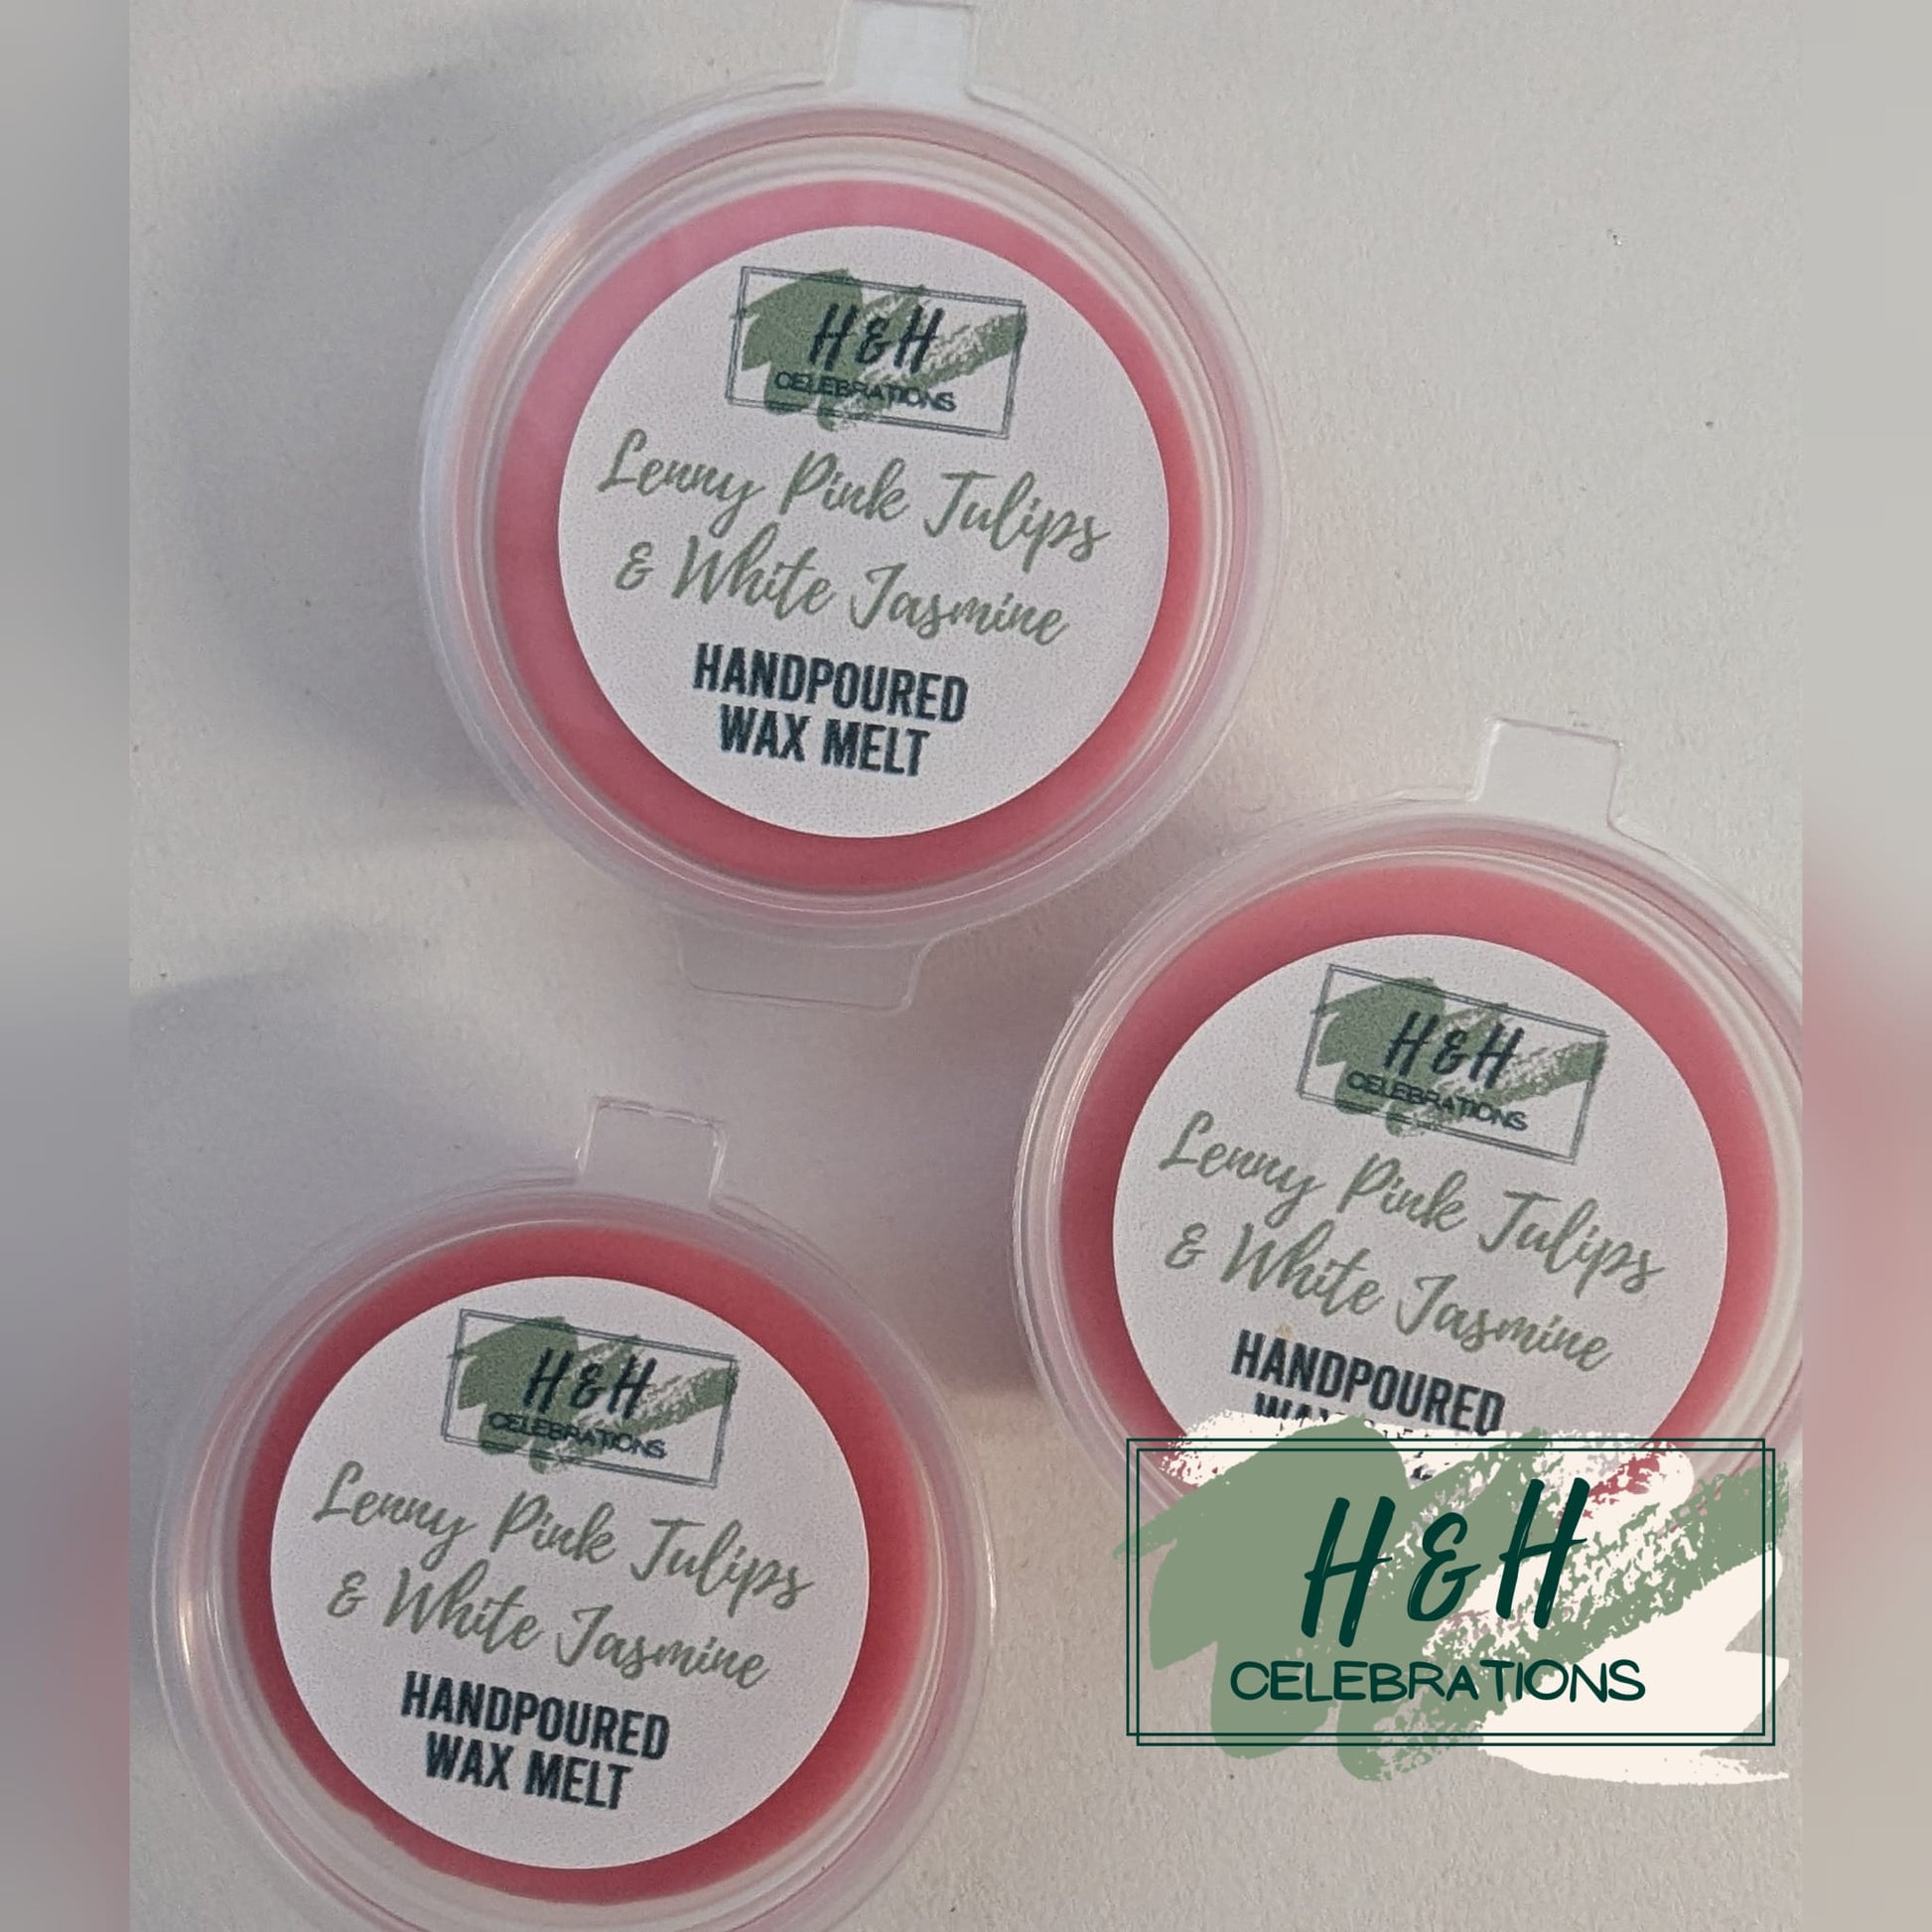 H&H
CELEBRATIONS
Lenny Pink Tulips
& White Jasmine
HANDPOURED
WAX MELT
H&H
CELEBRATIONS
Lenny Pink Tulips
& White Jasmine
HANDPOURED
H&H
CELEBRATIONS
Lenny Pink Tulips
& White Jasmine
HANDPOURED
WAX MELT
H&H
CELEBRATIONS